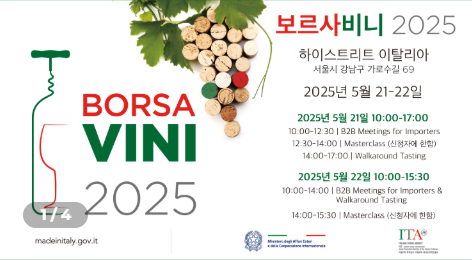 BORSA
VINI
2025
1/4
madeinitaly.gov.it
보르사비니 2025
하이스트리트 이탈리아
서울시 강남구 가로수길 69
2025년 5월 21-22일
2025년 5월 21일 10:00-17:00
10:00-12:30 | B2B Meetings for Importers
12:30-14:00 | Masterclass (신청자에 한함)
14:00-17:00 | Walkaround Tasting
2025년 5월 22일 10:00-15:30
10:00-14:00 | B2B Meetings for Importers &
Walkaround Tasting
14:00-15:30 | Masterclass (신청자에 한함)
Ministero degli Affari Esteri
e della Cooperazione Internazionale
ITA